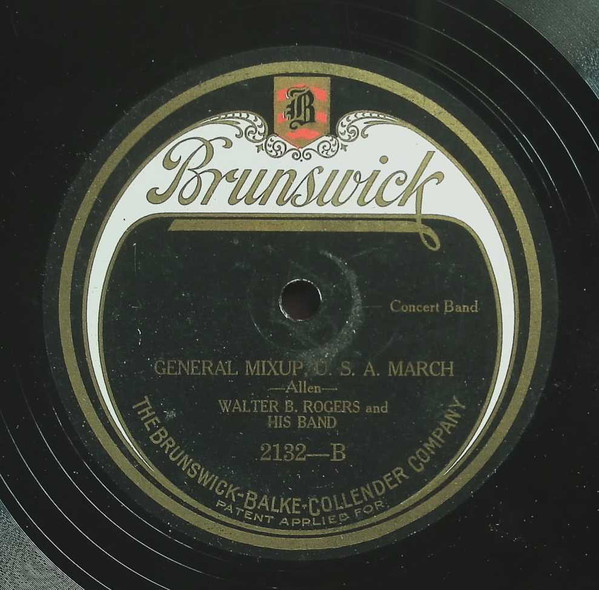 B
Brunswick
Concert Band
GENERAL MIXUP, U. S. A. MARCH
—Allen—
WALTER B. ROGERS and
HIS BAND
2132—B
THE BRUNSWICK-BALKE-COLLENDER COMPANY
PATENT APPLIED FOR